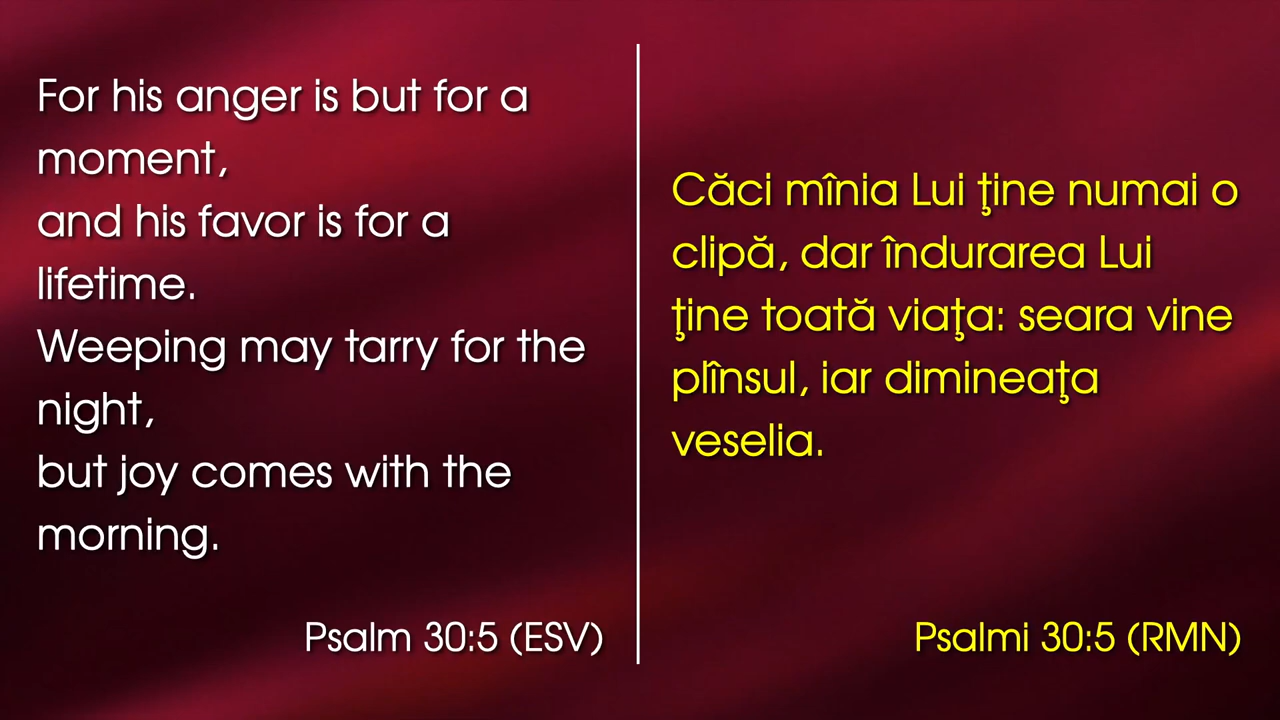 For his anger is but for a
moment,
and his favor is for a
lifetime.
Weeping may tarry for the
night,
but joy comes with the
morning.
Psalm 30:5 (ESV)
Căci mînia Lui ţine numai o
clipă, dar îndurarea Lui
ţine toată viaţa: seara vine
plînsul, iar dimineaţa
veselia.
Psalmi 30:5 (RMN)